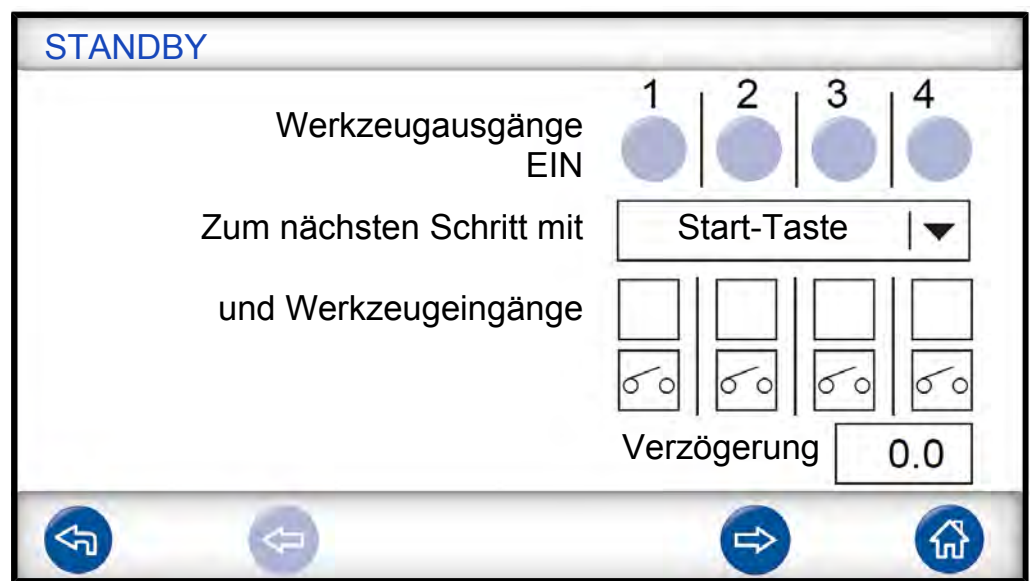 STANDBY
1 2 3 4
Werkzeugausgänge
EIN
Zum nächsten Schritt mit Start-Taste
und Werkzeugeingänge
Verzögerung 0.0